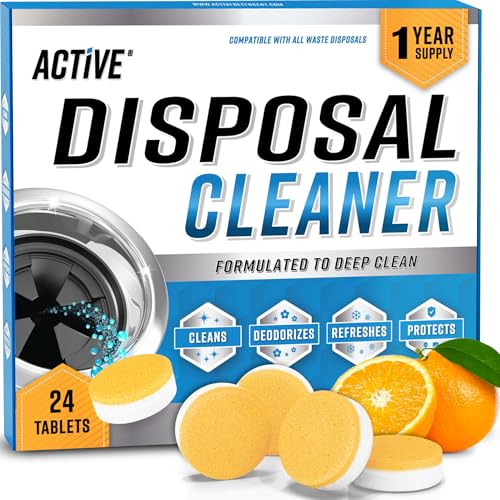 WWW.ACTIVEDETERGENT.COM
COMPATIBLE WITH ALL WASTE DISPOSALS
1 YEAR
SUPPLY
ACTIVE®
DISPOSAL
CLEANER
FORMULATED TO DEEP CLEAN
CLEANS
DEODORIZES
REFRESHES
PROTECTS
24
TABLETS